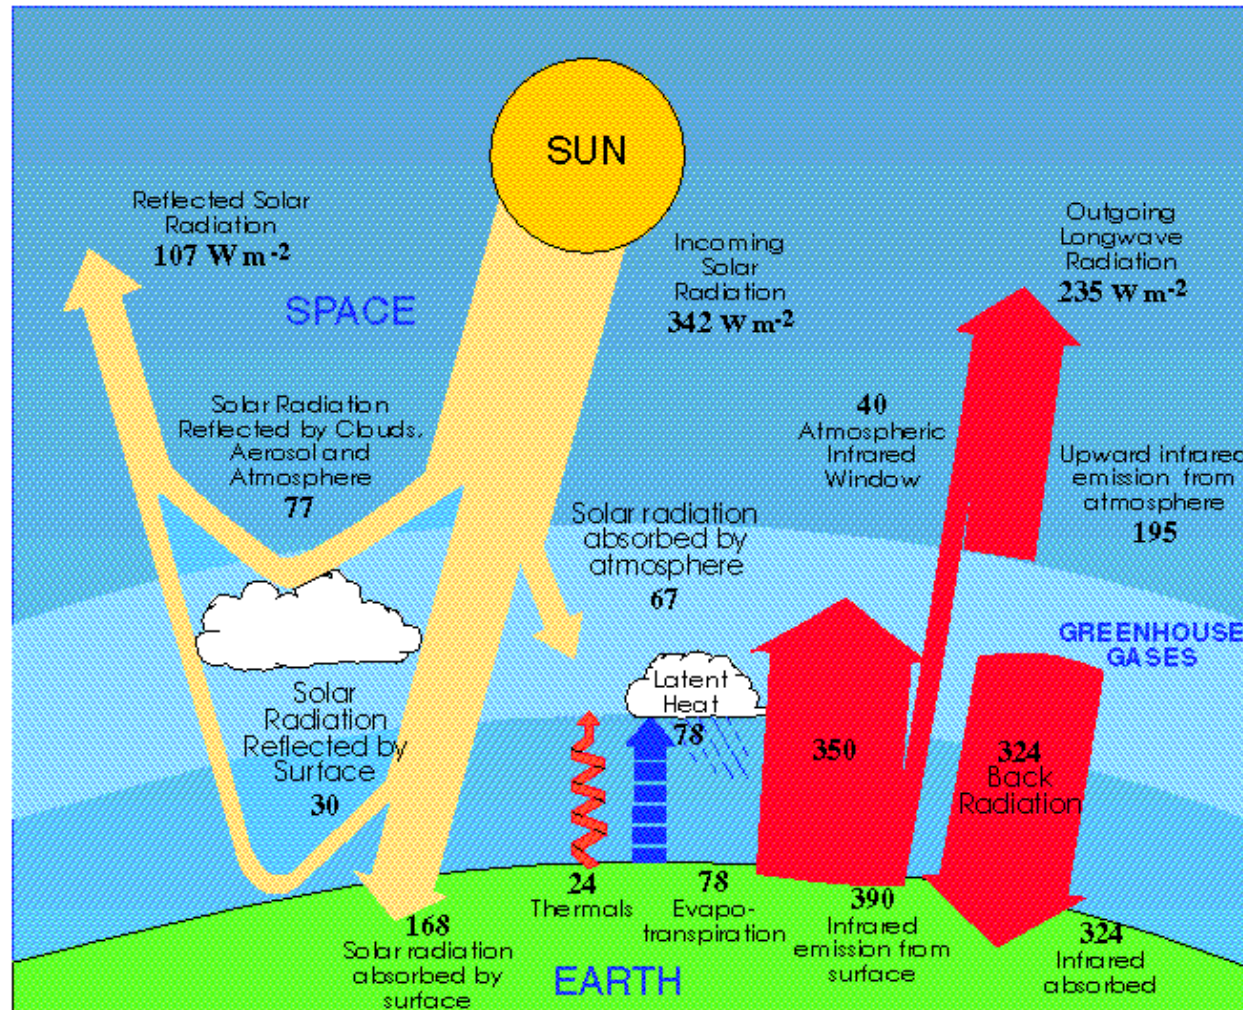 SUN
Reflected Solar
Radiation
107 W m-2
SPACE
Incoming
Solar
Radiation
342 W m-2
Outgoing
Longwave
Radiation
235 W m-2
Solar Radiation
Reflected by Clouds,
Aerosol and
Atmosphere
77
40
Atmospheric
Infrared
Window
Upward infrared
emission from
atmosphere
195
Solar radiation
absorbed by
atmosphere
67
GREENHOUSE
GASES
Solar
Radiation
Reflected by
Surface
30
Latent
Heat
78
350
324
Back
Radiation
168
Solar radiation
absorbed by
surface
24
Thermals
78
Evapo-
transpiration
390
Infrared
emission from
surface
324
Infrared
absorbed
EARTH